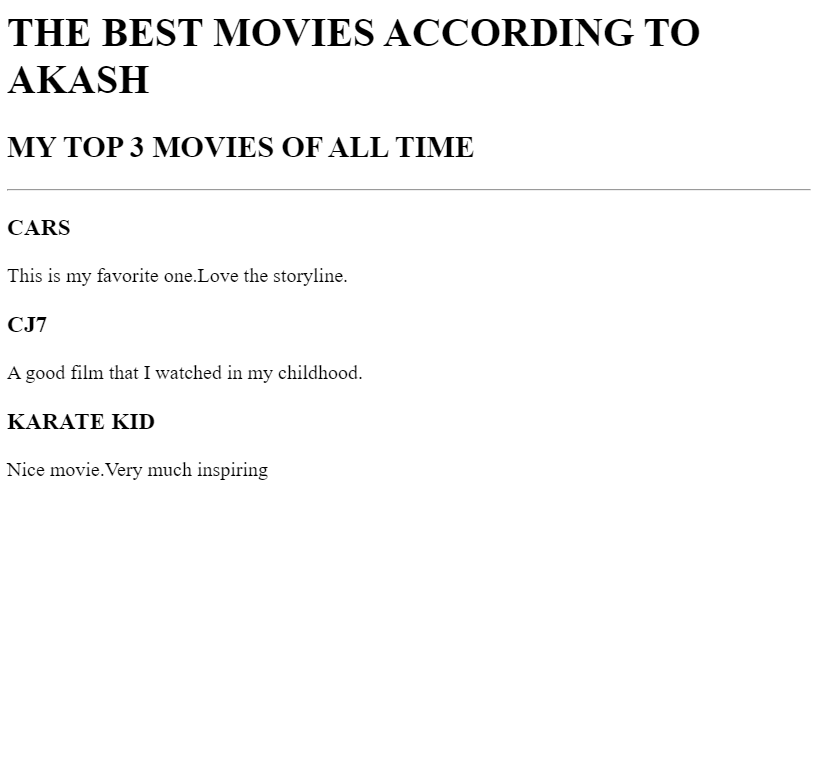 THE BEST MOVIES ACCORDING TO
AKASH
MY TOP 3 MOVIES OF ALL TIME
CARS
This is my favorite one.Love the storyline.
CJ7
A good film that I watched in my childhood.
KARATE KID
Nice movie.Very much inspiring